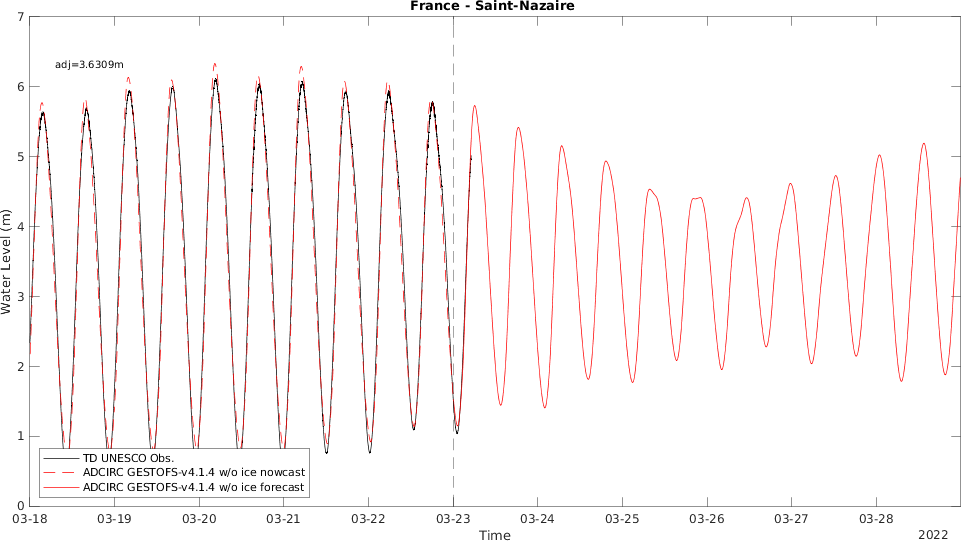 France - Saint-Nazaire
7
adj=3.6309m
6
5
4
3
2
1
0
Water Level (m)
TD UNESCO Obs.
ADCIRC GESTOFS-v4.1.4 w/o ice nowcast
ADCIRC GESTOFS-v4.1.4 w/o ice forecast
03-18 03-19 03-20 03-21 03-22 03-23 03-24 03-25 03-26 03-27 03-28
Time
2022